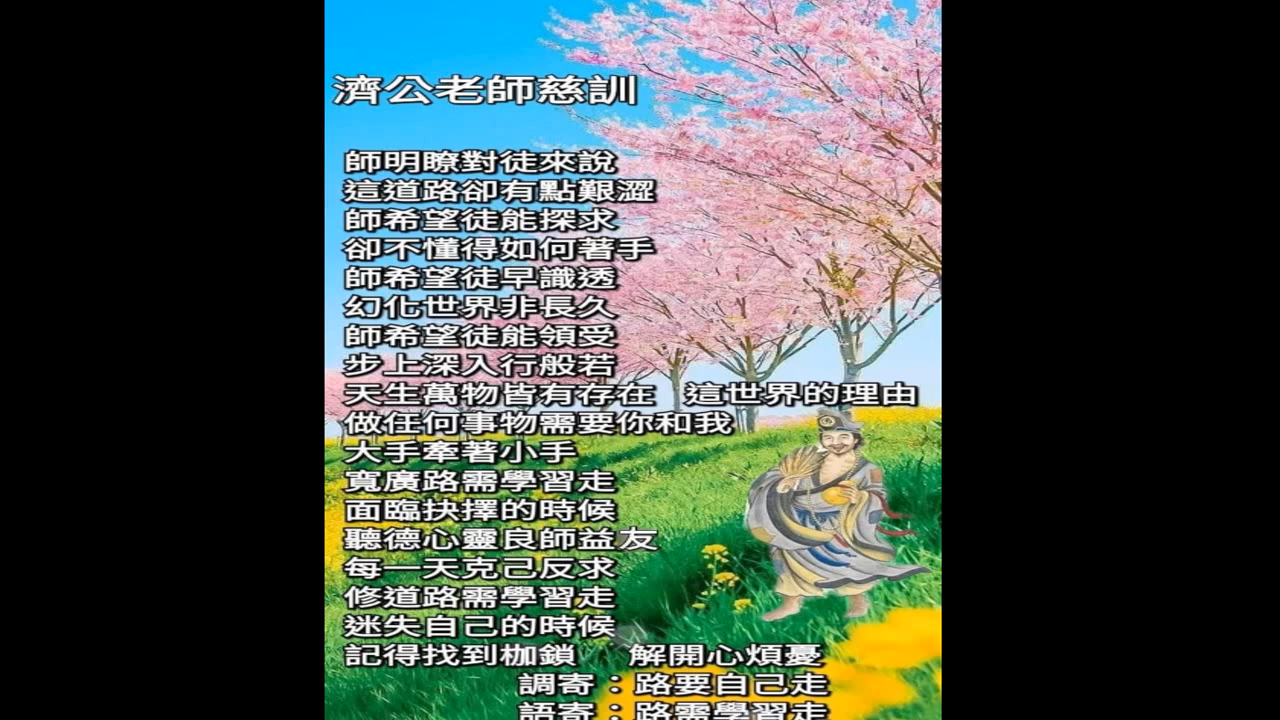 濟公老師慈訓
師明瞭對徒來說
這道路卻有點艱澀
師希望徒能探求
卻不懂得如何著手
師希望徒早識透
幻化世界非長久
師希望徒能領受
步上深入行般若
天生萬物皆有存在 這世界的理由
做任何事物需要你和我
大手牽著小手
寬廣路需學習走
面臨抉擇的時候
聽德心靈良師益友
每一天克己反求
修道路需學習走
迷失自己的時候
記得找到枷鎖 解開心煩憂
調寄：路要自己走
語寄：路需學習走